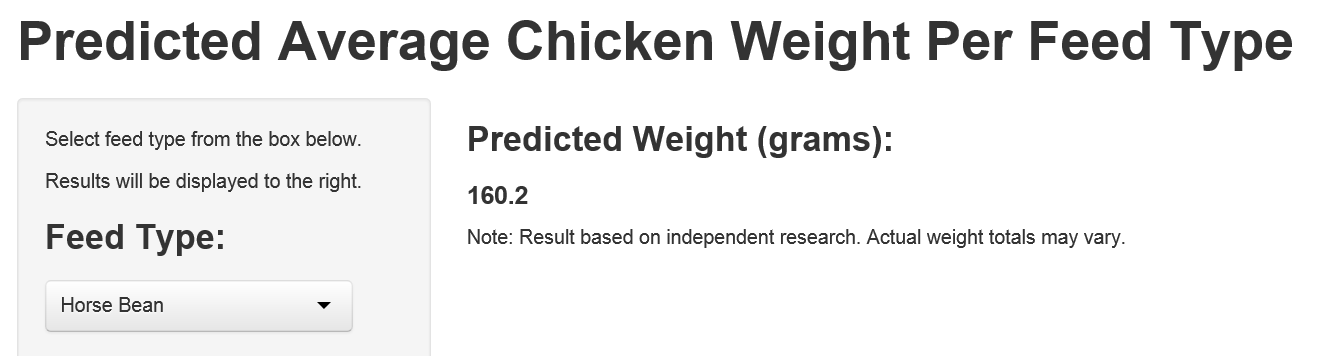 Predicted Average Chicken Weight Per Feed Type
Select feed type from the box below.
Results will be displayed to the right.
Feed Type:
Horse Bean
Predicted Weight (grams):
160.2
Note: Result based on independent research. Actual weight totals may vary.